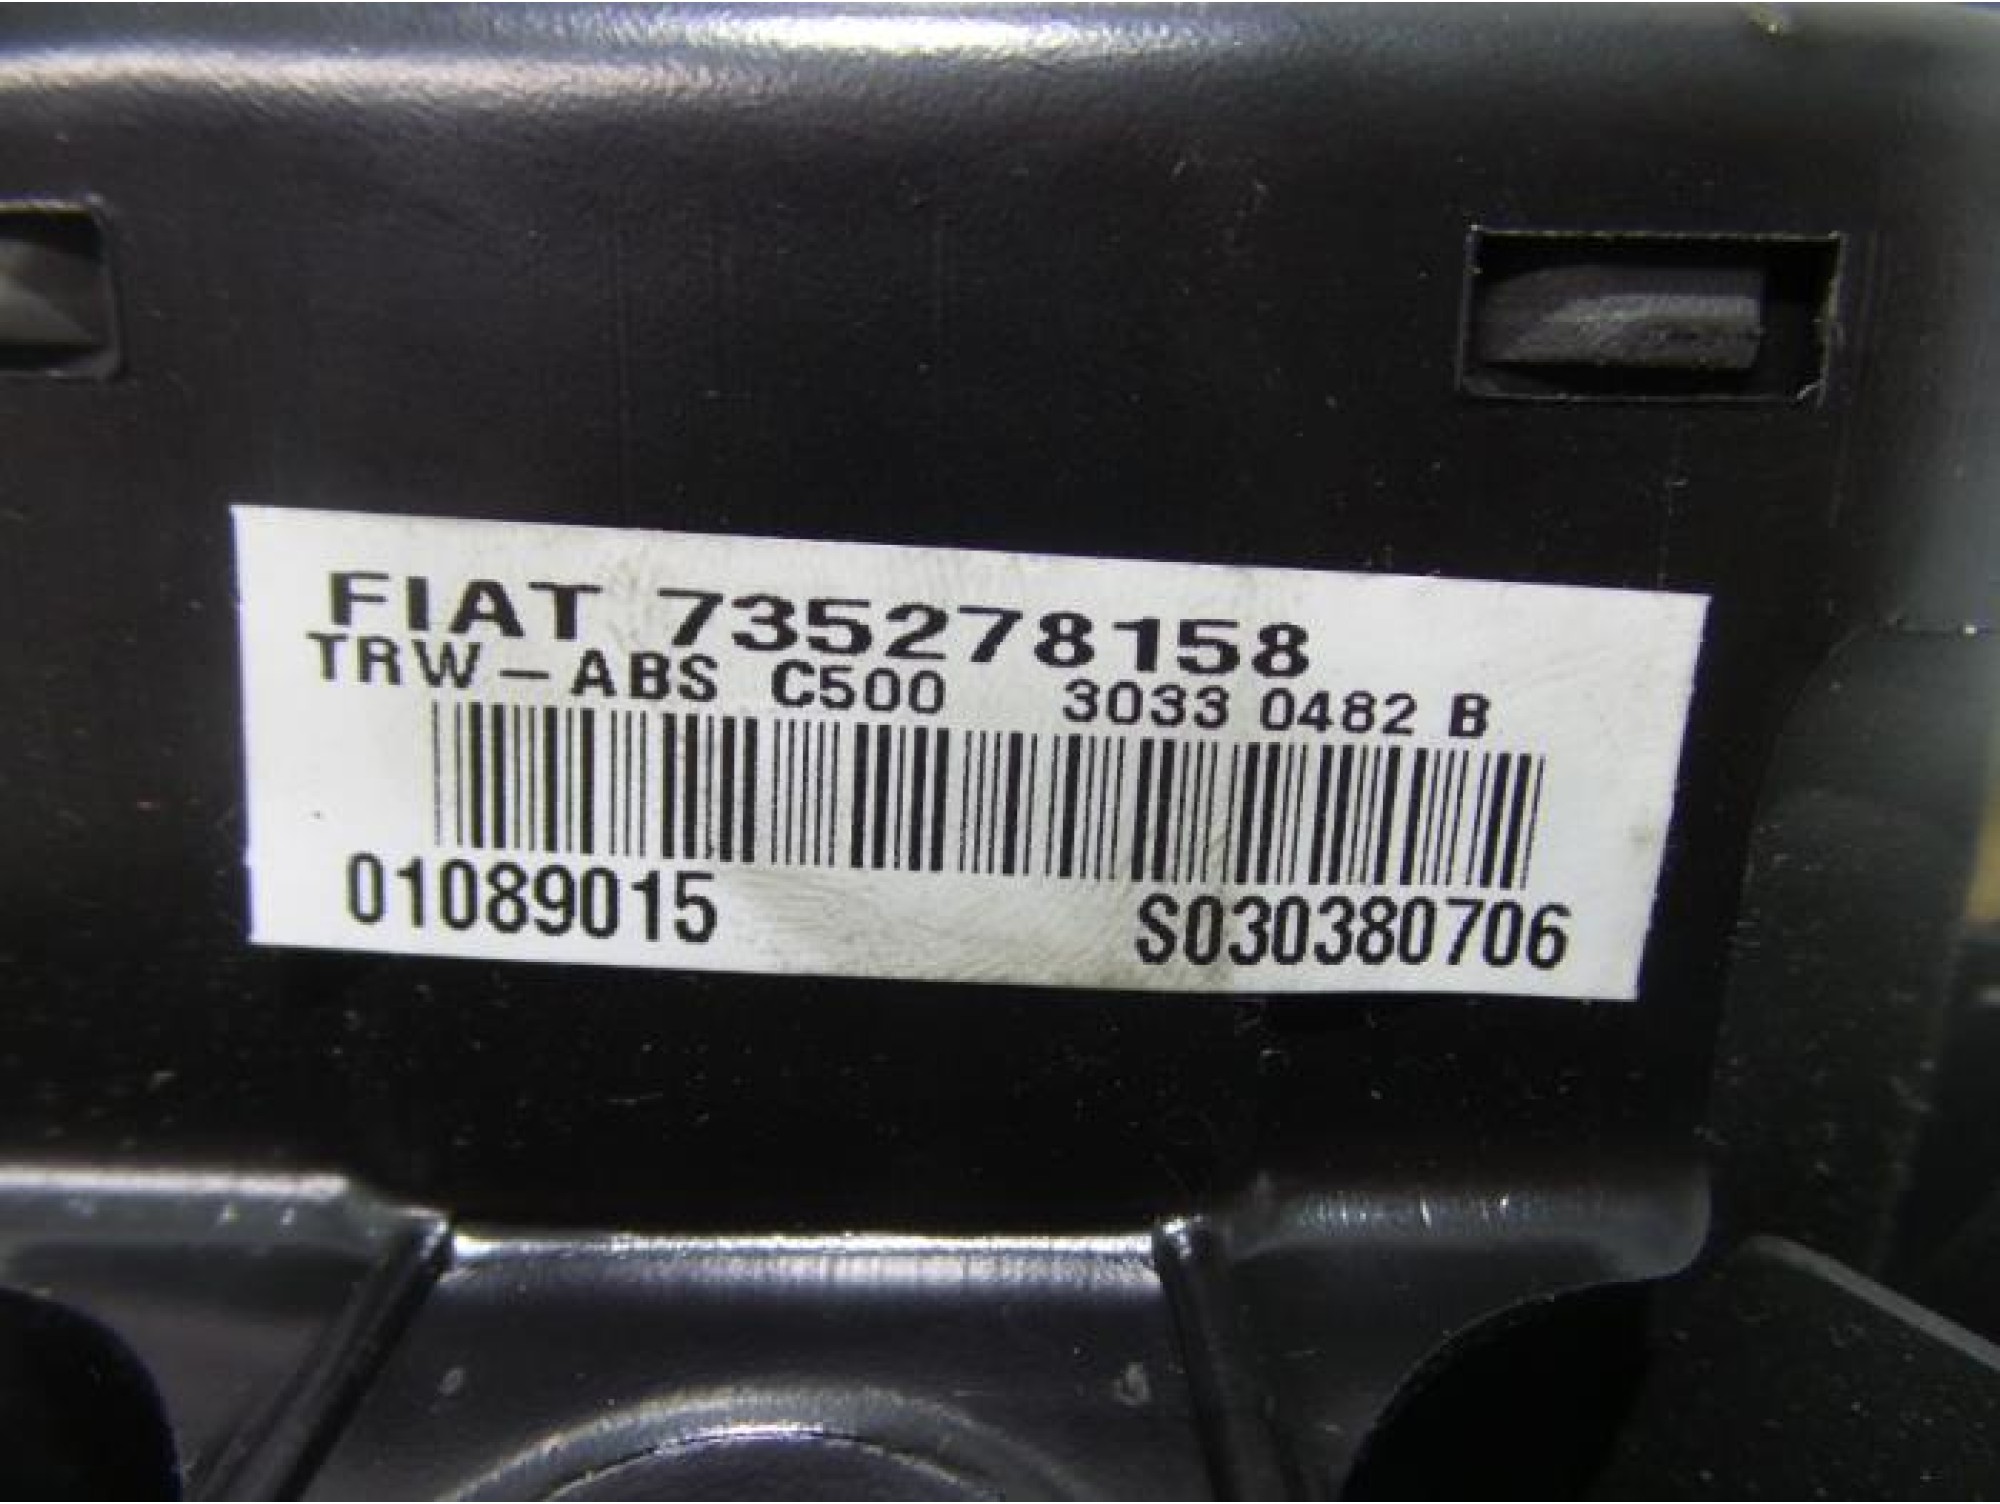 FIAT 735278158
TRW-ABS C500 3033 0482 B
01089015 S030380706